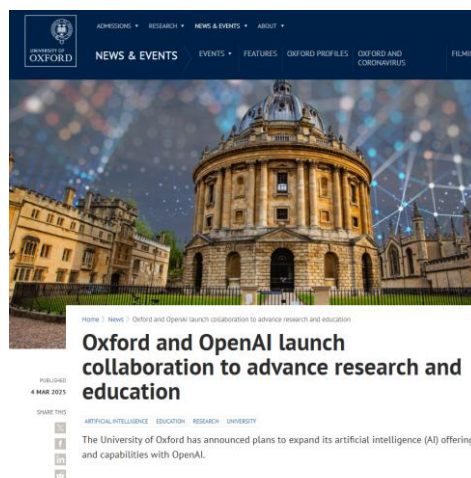 UNIVERSITY OF
OXFORD
ADMISSIONS RESEARCH NEWS & EVENTS ABOUT
NEWS & EVENTS EVENTS FEATURES OXFORD PROFILES OXFORD AND
CORONAVIRUS
Home News Oxford and OpenAI launch collaboration to advance research and education
Oxford and OpenAI launch
collaboration to advance research and
education
PUBLISHED
4 MAR 2025
SHARE THIS
ARTIFICIAL INTELLIGENCE EDUCATION RESEARCH UNIVERSITY
The University of Oxford has announced plans to expand its artificial intelligence (AI) offering
and capabilities with OpenAI.